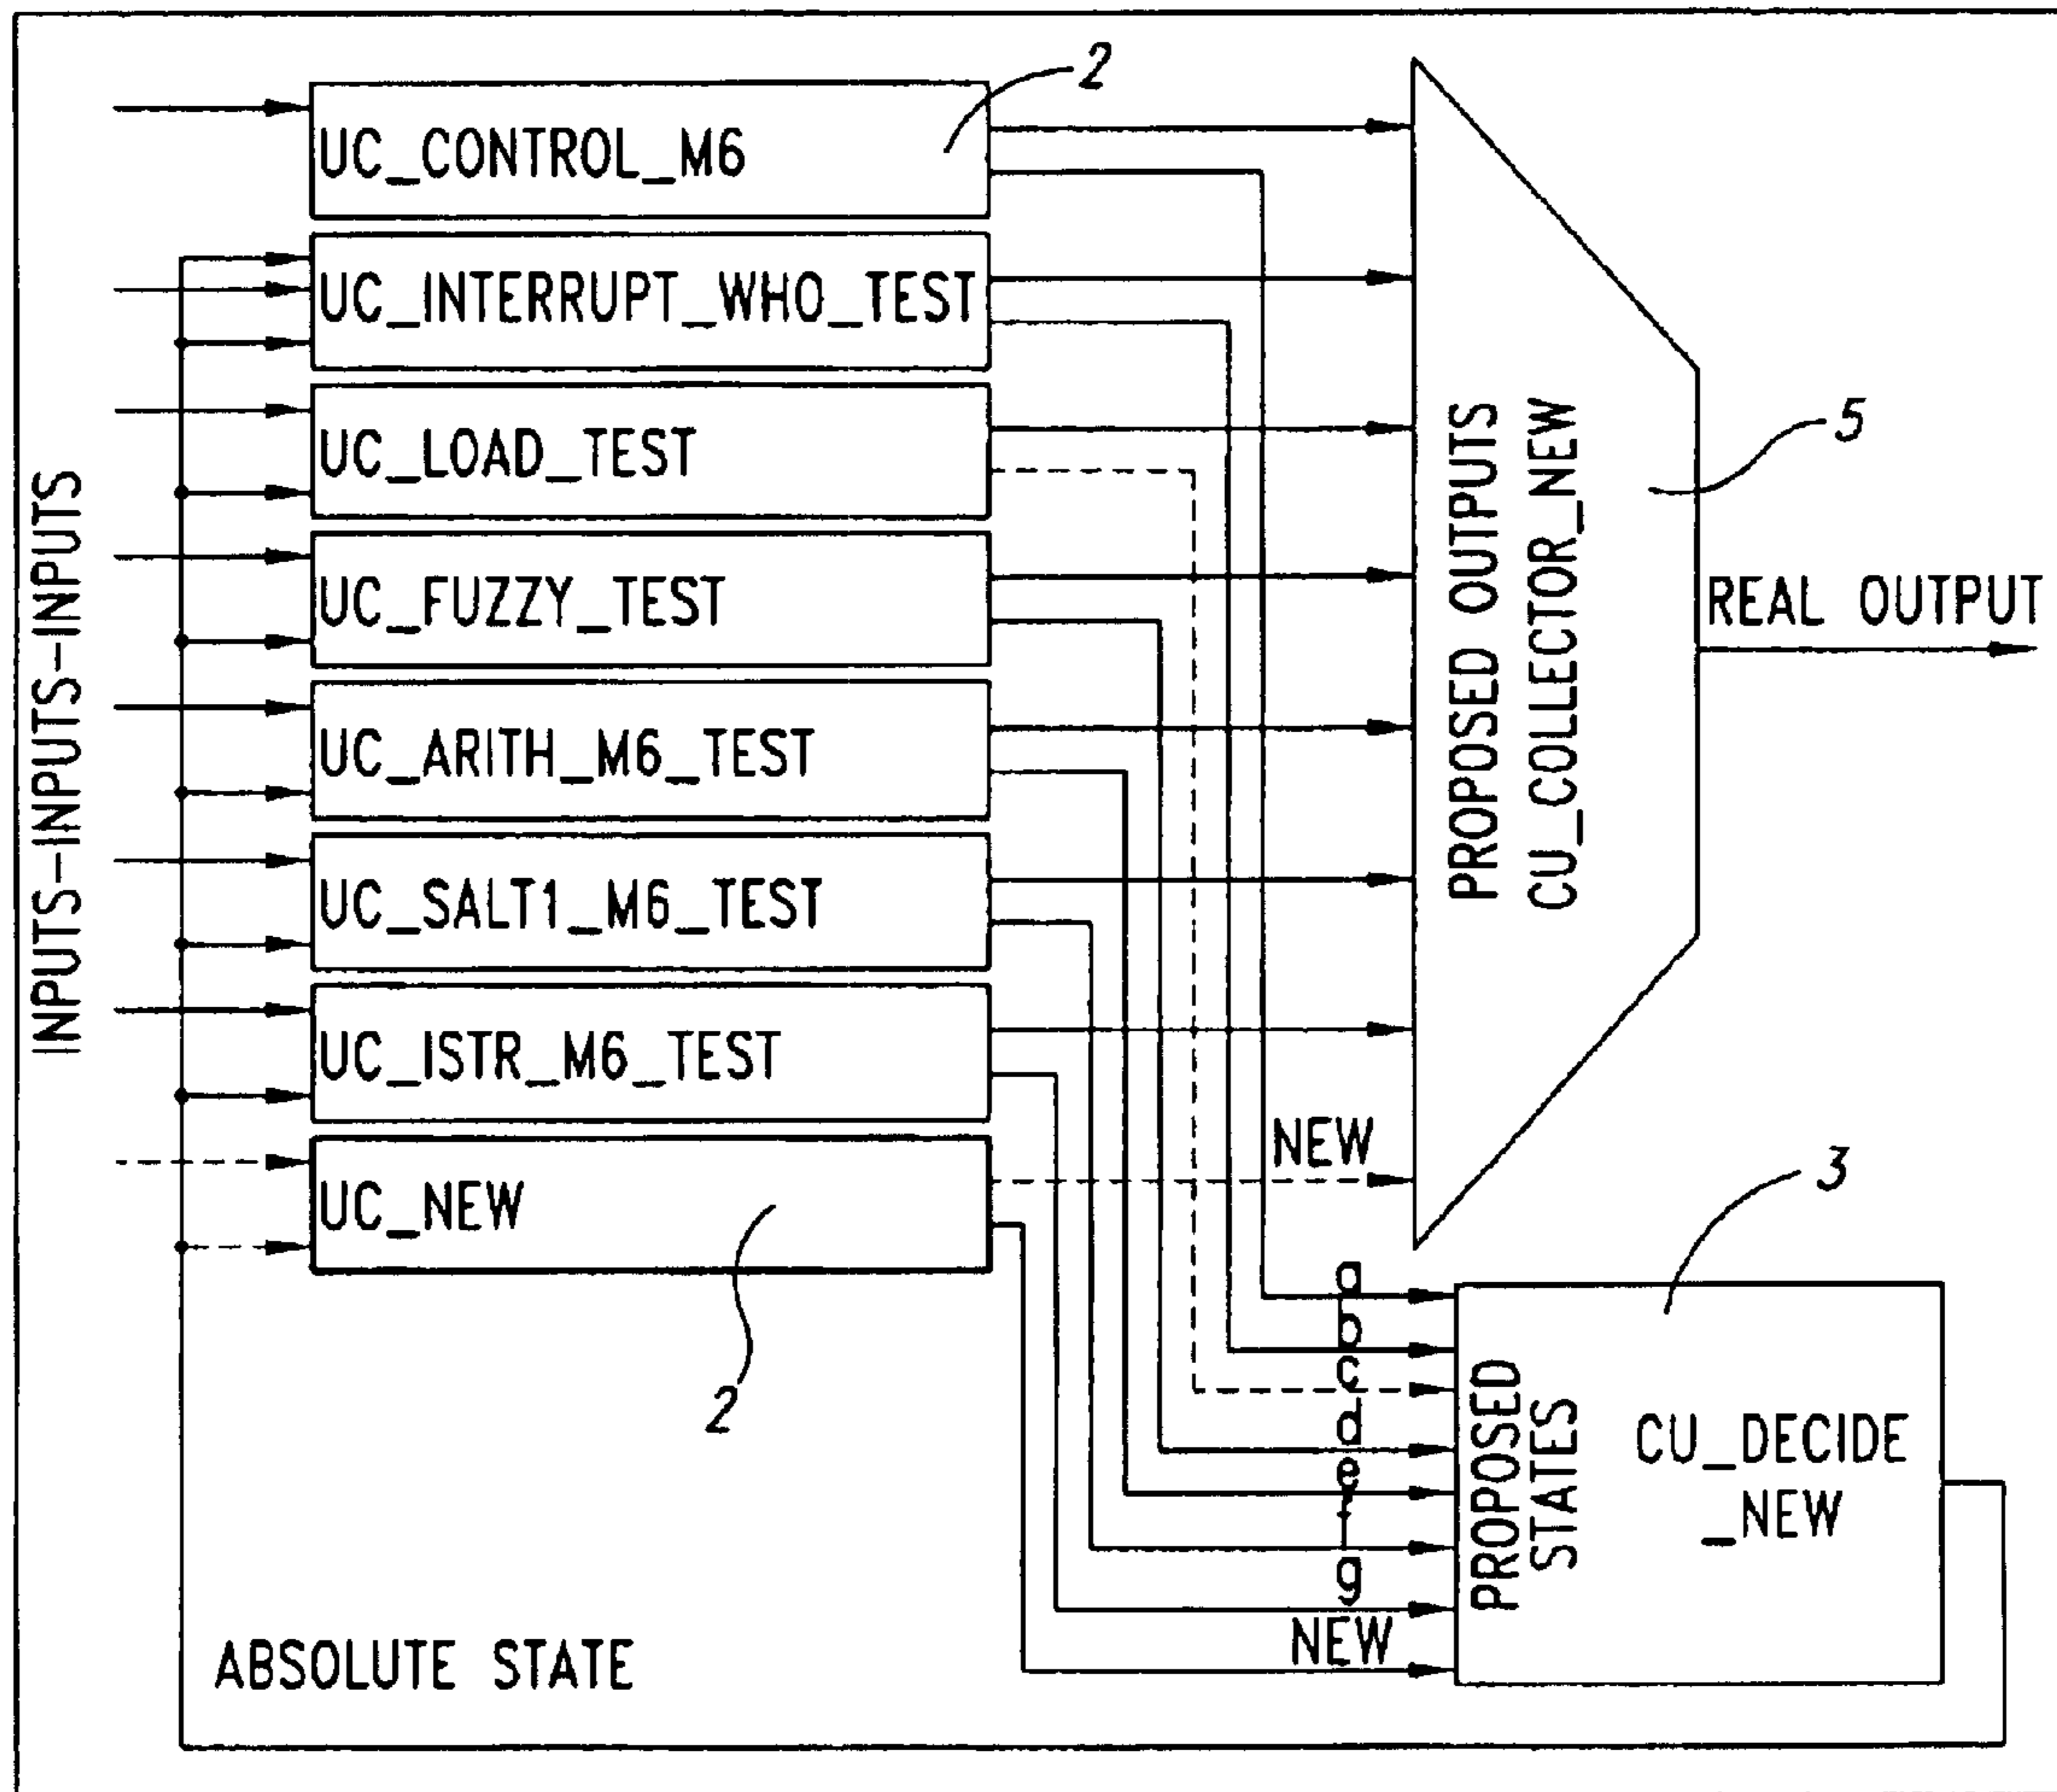 INPUTS-INPUTS-INPUTS
UC_CONTROL_M6
2
UC_INTERRUPT_WHO_TEST
UC_LOAD_TEST
UC_FUZZY_TEST
UC_ARITH_M6_TEST
UC_SALT1_M6_TEST
UC_ISTR_M6_TEST
UC_NEW
2
PROPOSED OUTPUTS
CU_COLLECTOR_NEW
5
REAL OUTPUT
NEW
3
a
b
c
d
e
f
g
NEW
PROPOSED
STATES
CU_DECIDE
_NEW
ABSOLUTE STATE